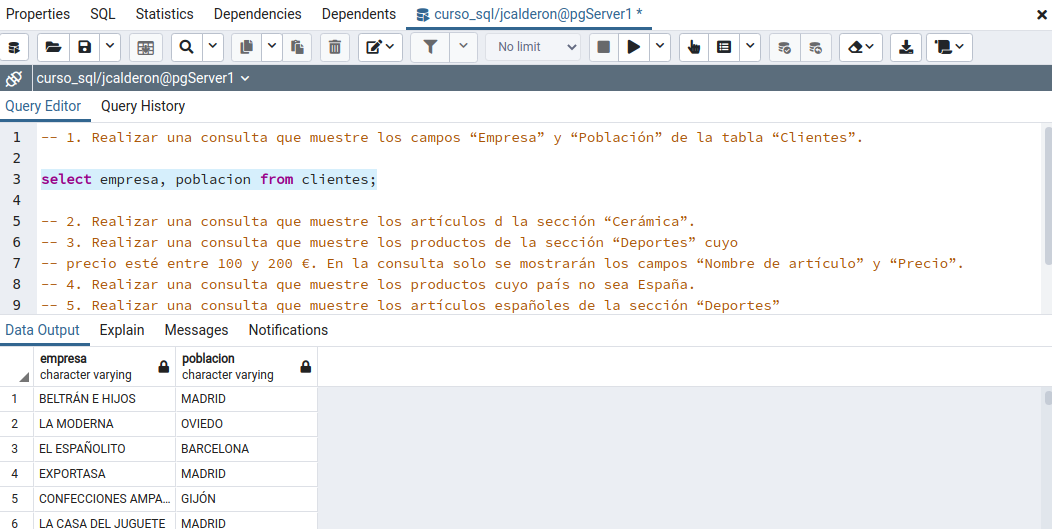 Properties SQL Statistics Dependencies Dependents curso_sql/jcalderon@pgServer1 *
No limit
curso_sql/jcalderon@pgServer1
Query Editor Query History
1 -- 1. Realizar una consulta que muestre los campos “Empresa” y “Población” de la tabla “Clientes”.
2
3 select empresa, poblacion from clientes;
4
5 -- 2. Realizar una consulta que muestre los artículos d la sección “Cerámica”.
6 -- 3. Realizar una consulta que muestre los productos de la sección “Deportes” cuyo
7 -- precio esté entre 100 y 200 €. En la consulta solo se mostrarán los campos “Nombre de artículo” y “Precio”.
8 -- 4. Realizar una consulta que muestre los productos cuyo país no sea España.
9 -- 5. Realizar una consulta que muestre los artículos españoles de la sección “Deportes”
Data Output Explain Messages Notifications
empresa poblacion
character varying character varying
1 BELTRÁN E HIJOS MADRID
2 LA MODERNA OVIEDO
3 EL ESPAÑOLITO BARCELONA
4 EXPORTASA MADRID
5 CONFECCIONES AMPA... GIJÓN
6 LA CASA DEL JUGUETE MADRID